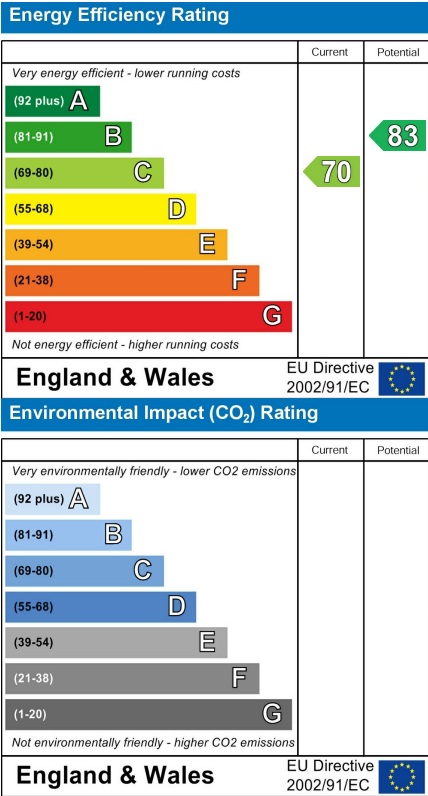 Energy Efficiency Rating
Current Potential
Very energy efficient - lower running costs
(92 plus) A
(81-91) B 83
(69-80) C 70
(55-68) D
(39-54) E
(21-38) F
(1-20) G
Not energy efficient - higher running costs
England & Wales
EU Directive
2002/91/EC
Environmental Impact (CO₂) Rating
Current Potential
Very environmentally friendly - lower CO2 emissions
(92 plus) A
(81-91) B
(69-80) C
(55-68) D
(39-54) E
(21-38) F
(1-20) G
Not environmentally friendly - higher CO2 emissions
England & Wales
EU Directive
2002/91/EC